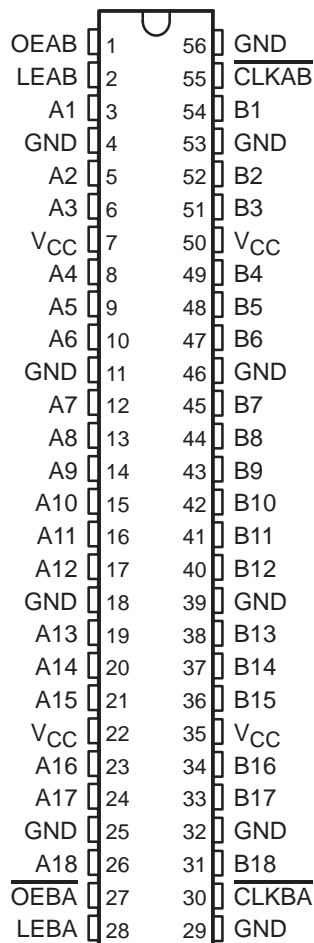 OEAB 1 56 GND
LEAB 2 55 CLKAB
A1 3 54 B1
GND 4 53 GND
A2 5 52 B2
A3 6 51 B3
VCC 7 50 VCC
A4 8 49 B4
A5 9 48 B5
A6 10 47 B6
GND 11 46 GND
A7 12 45 B7
A8 13 44 B8
A9 14 43 B9
A10 15 42 B10
A11 16 41 B11
A12 17 40 B12
GND 18 39 GND
A13 19 38 B13
A14 20 37 B14
A15 21 36 B15
VCC 22 35 VCC
A16 23 34 B16
A17 24 33 B17
GND 25 32 GND
A18 26 31 B18
OEBA 27 30 CLKBA
LEBA 28 29 GND